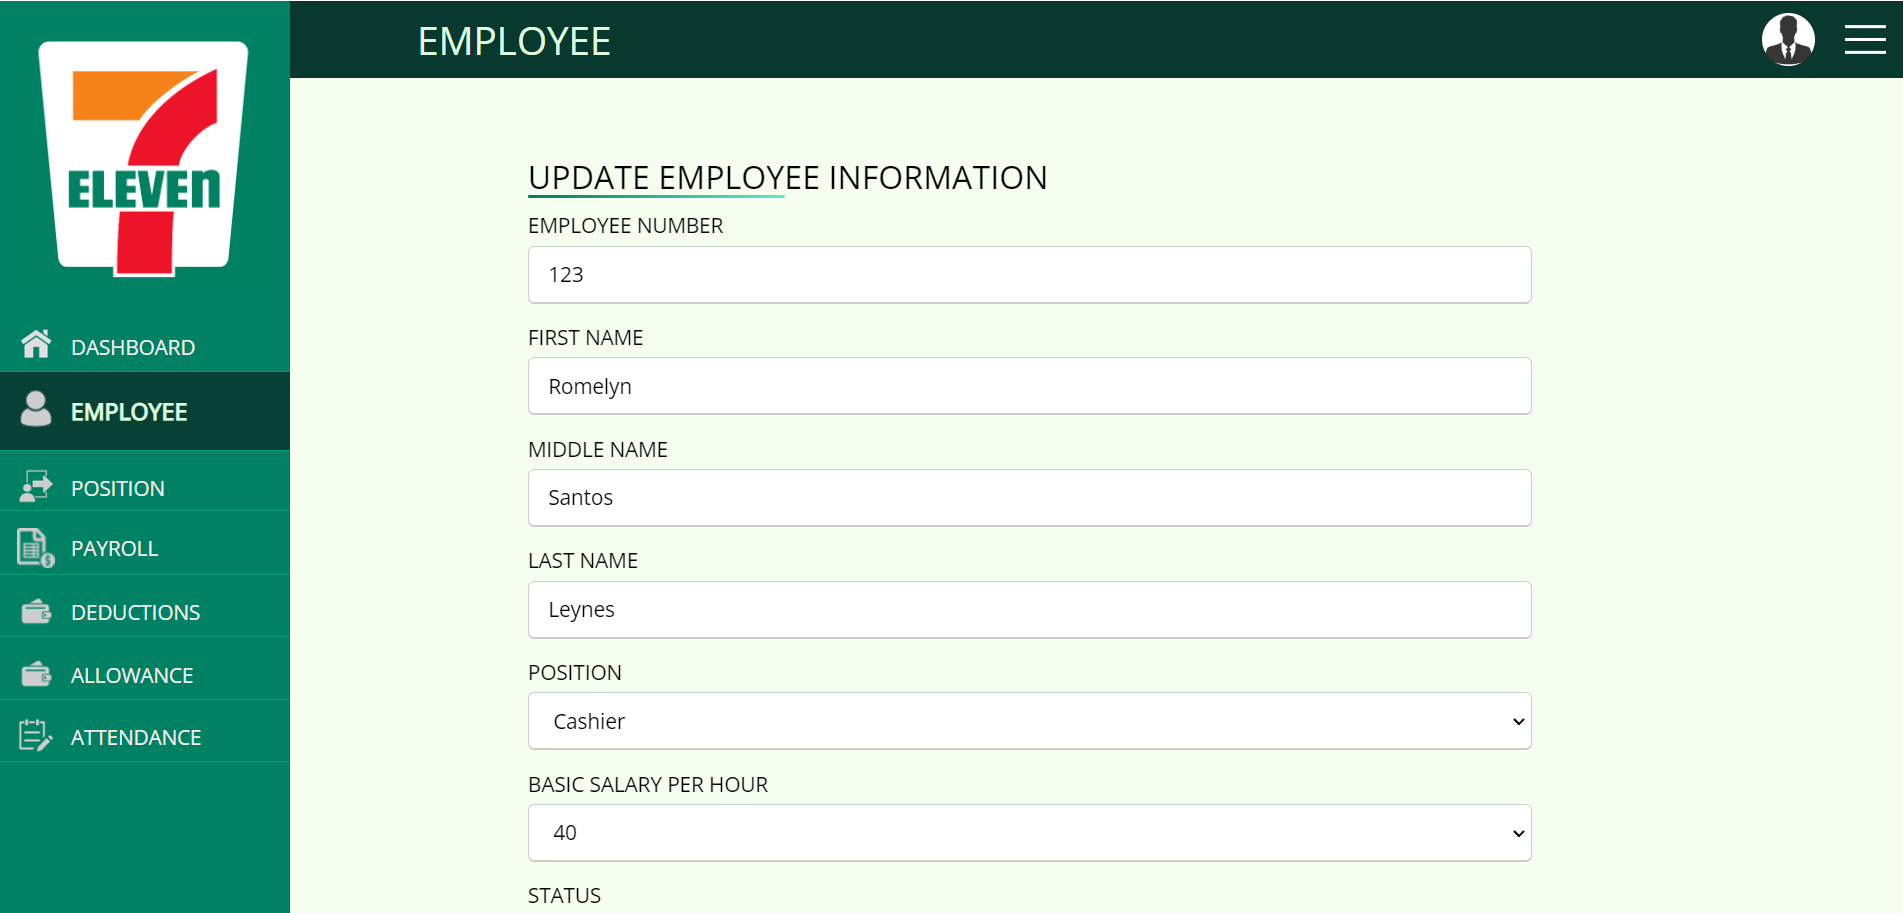 7
ELEVEn
DASHBOARD
EMPLOYEE
POSITION
PAYROLL
DEDUCTIONS
ALLOWANCE
ATTENDANCE
EMPLOYEE
UPDATE EMPLOYEE INFORMATION
EMPLOYEE NUMBER
123
FIRST NAME
Romelyn
MIDDLE NAME
Santos
LAST NAME
Leynes
POSITION
Cashier
BASIC SALARY PER HOUR
40
STATUS